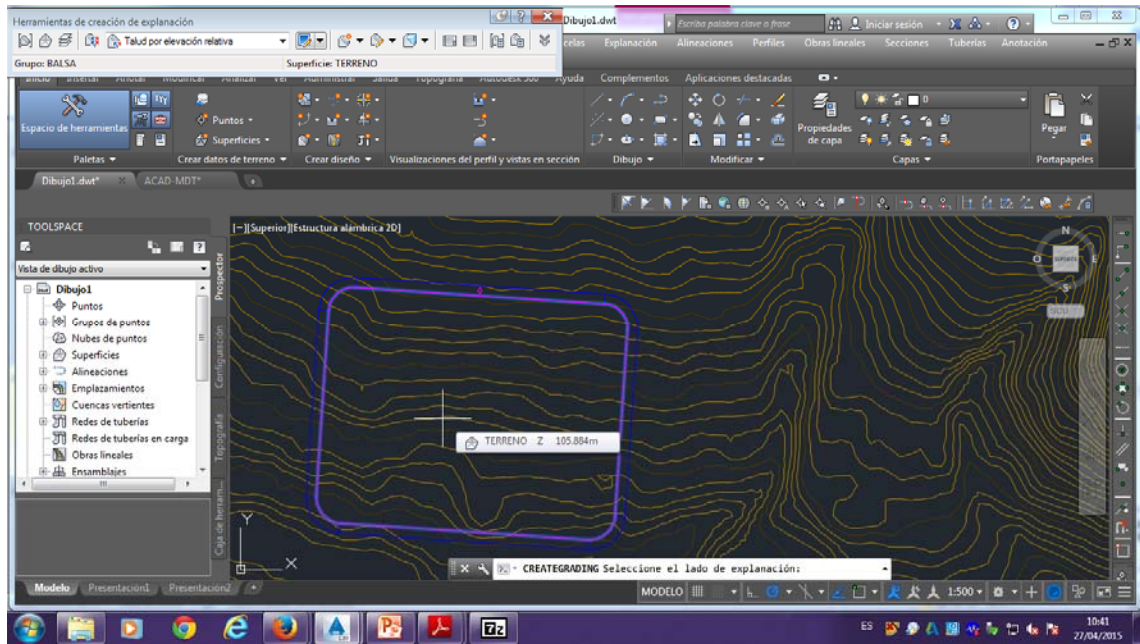 Herramientas de creación de explanación
Talud por elevación relativa
Grupo: BALSA
Superficie: TERRENO
Dibujo1.dwt
Escriba palabra clave o frase
Iniciar sesión
Explanación Alineaciones Perfiles Obras lineales Secciones Tuberías Anotación
Ayuda Complementos Aplicaciones destacadas
Espacio de herramientas
Puntos
Superficies
Propiedades de capa
0
Pegar
Paletas
Crear datos de terreno
Crear diseño
Visualizaciones del perfil y vistas en sección
Dibujo
Modificar
Capas
Portapapeles
Dibujo1.dwt*
ACAD-MDT*
TOOLSPACE
Vista de dibujo activo
Dibujo1
Puntos
Grupos de puntos
Nubes de puntos
Superficies
Alineaciones
Emplazamientos
Cuencas vertientes
Redes de tuberías
Redes de tuberías en carga
Obras lineales
Ensamblajes
Prospector
Configuración
Topografía
Caja de herram...
[-][Superior][Estructura alámbrica 2D]
N
O
SUPERIOR
E
S
TERRENO Z 105.884m
Y
X
CREATEGRADING Seleccione el lado de explanación:
Modelo
Presentación1
Presentación2
MODELO
1:500
ES
10:41
27/04/2015